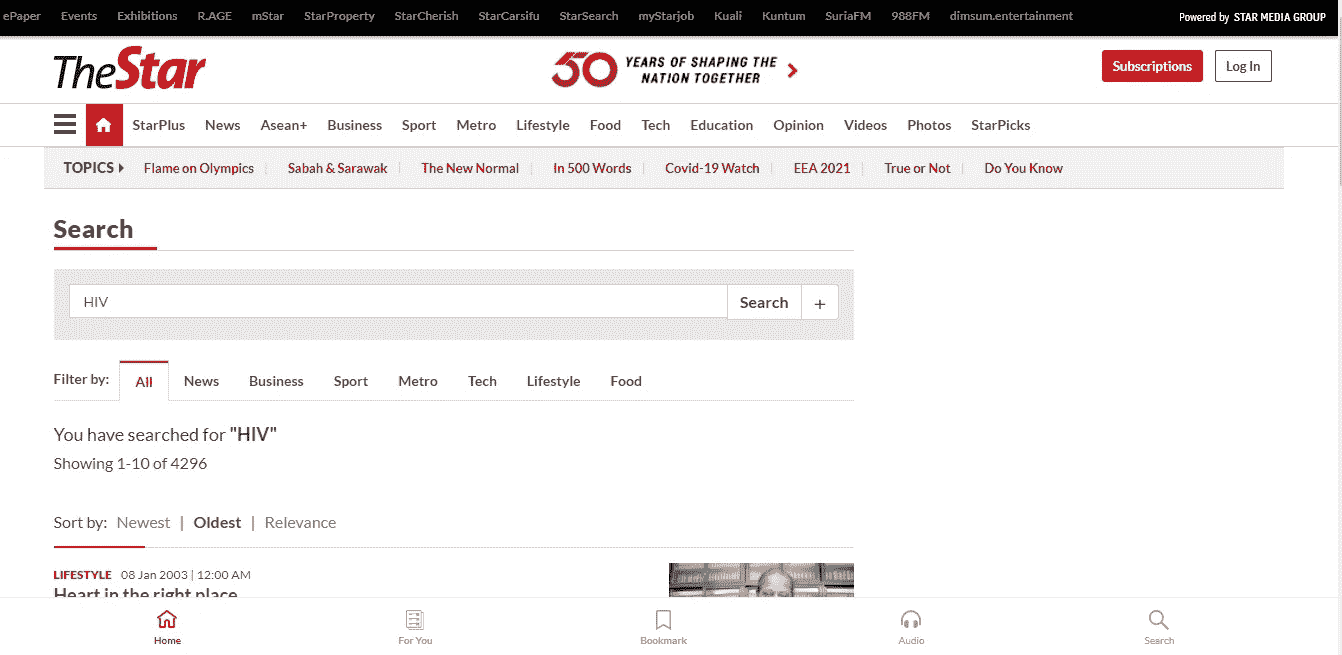 ePaper Events Exhibitions R.AGE mStar StarProperty StarCherish StarCarsifu StarSearch myStarjob Kuali Kuntum SuriaFM 988FM dimsum.entertainment Powered by STAR MEDIA GROUP
TheStar
50 YEARS OF SHAPING THE
NATION TOGETHER
Subscriptions Log In
StarPlus News Asean+ Business Sport Metro Lifestyle Food Tech Education Opinion Videos Photos StarPicks
TOPICS Flame on Olympics Sabah & Sarawak The New Normal In 500 Words Covid-19 Watch EEA 2021 True or Not Do You Know
Search
HIV Search +
Filter by: All News Business Sport Metro Tech Lifestyle Food
You have searched for "HIV"
Showing 1-10 of 4296
Sort by: Newest | Oldest | Relevance
LIFESTYLE 08 Jan 2003 | 12:00 AM
Heart in the right place
Home For You Bookmark Audio Search